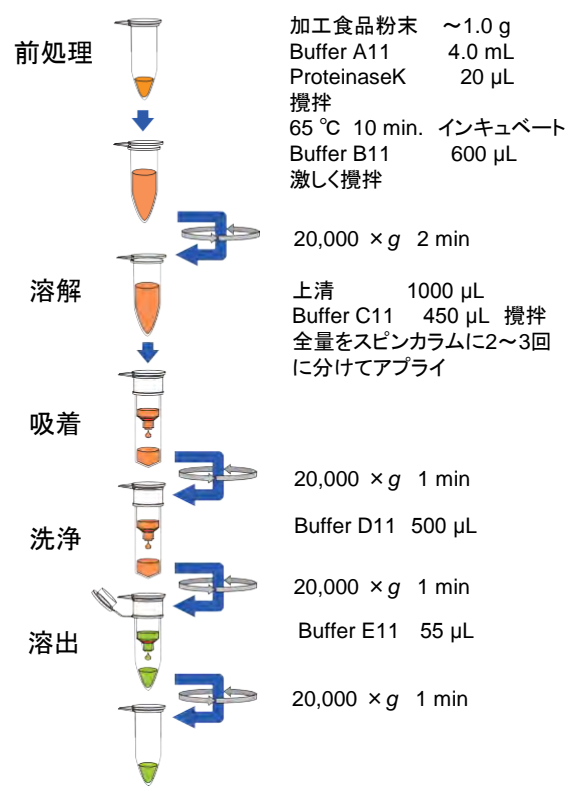 前処理
加工食品粉末 ～1.0 g
Buffer A11 4.0 mL
ProteinaseK 20 µL
攪拌
65 ℃ 10 min. インキュベート
Buffer B11 600 µL
激しく攪拌
20,000 ×g 2 min
溶解
上清 1000 µL
Buffer C11 450 µL 攪拌
全量をスピンカラムに2～3回
に分けてアプライ
吸着
20,000 ×g 1 min
洗浄
Buffer D11 500 µL
20,000 ×g 1 min
溶出
Buffer E11 55 µL
20,000 ×g 1 min